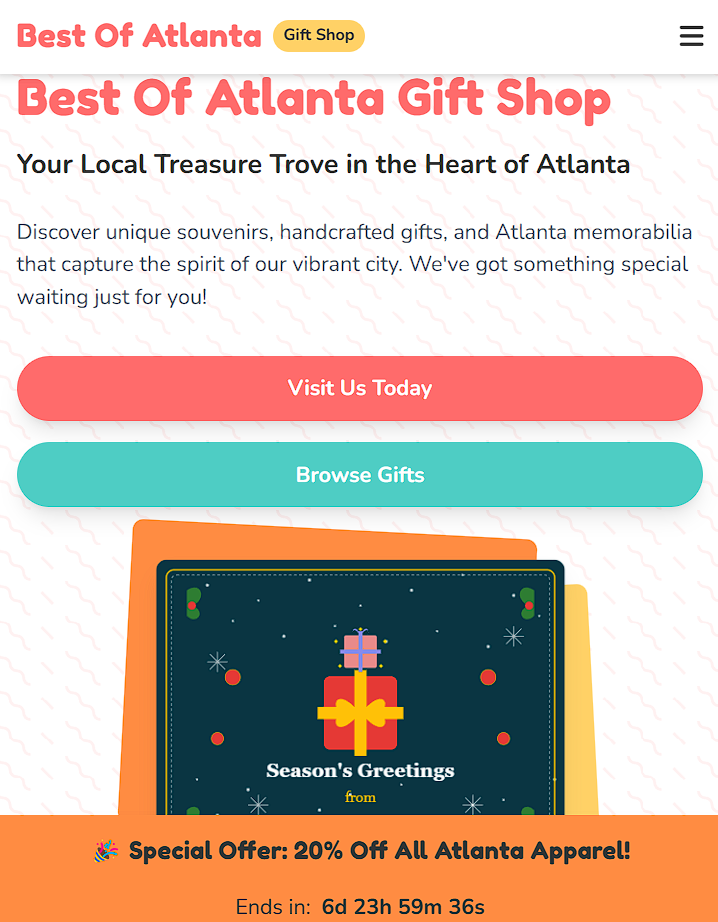 Best Of Atlanta Gift Shop
Best Of Atlanta Gift Shop
Your Local Treasure Trove in the Heart of Atlanta
Discover unique souvenirs, handcrafted gifts, and Atlanta memorabilia
that capture the spirit of our vibrant city. We've got something special
waiting just for you!
Visit Us Today
Browse Gifts
Season's Greetings
from
🎉 Special Offer: 20% Off All Atlanta Apparel!
Ends in: 6d 23h 59m 36s